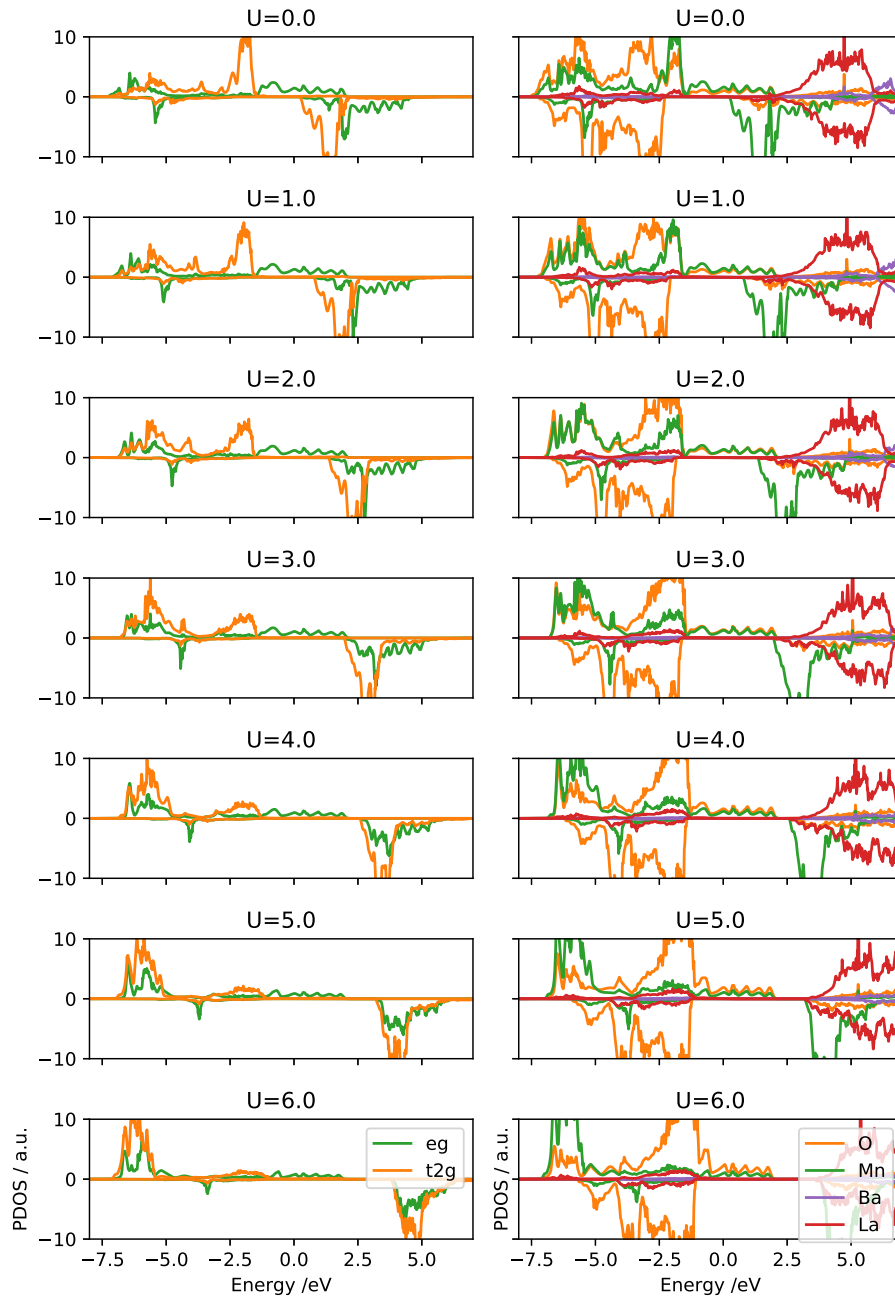 U=0.0 U=0.0
10
0
−10
U=1.0 U=1.0
10
0
−10
U=2.0 U=2.0
10
0
−10
U=3.0 U=3.0
10
0
−10
U=4.0 U=4.0
10
0
−10
U=5.0 U=5.0
10
0
−10
U=6.0 U=6.0
10
0
−10
PDOS / a.u.
eg
t2g
PDOS / a.u.
O
Mn
Ba
La
−7.5 −5.0 −2.5 0.0 2.5 5.0 −7.5 −5.0 −2.5 0.0 2.5 5.0
Energy /eV Energy /eV